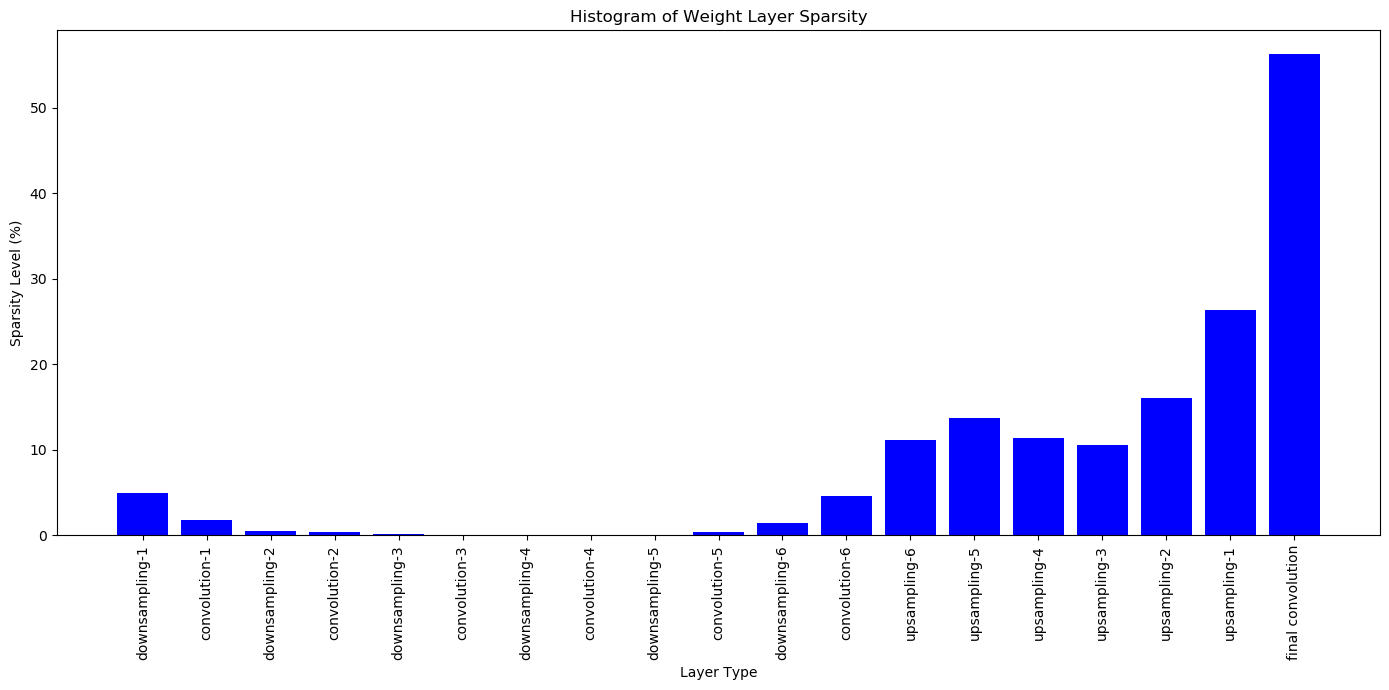 Histogram of Weight Layer Sparsity
Sparsity Level (%)
50
40
30
20
10
0
downsampling-1
convolution-1
downsampling-2
convolution-2
downsampling-3
convolution-3
downsampling-4
convolution-4
downsampling-5
convolution-5
downsampling-6
convolution-6
upsampling-6
upsampling-5
upsampling-4
upsampling-3
upsampling-2
upsampling-1
final convolution
Layer Type